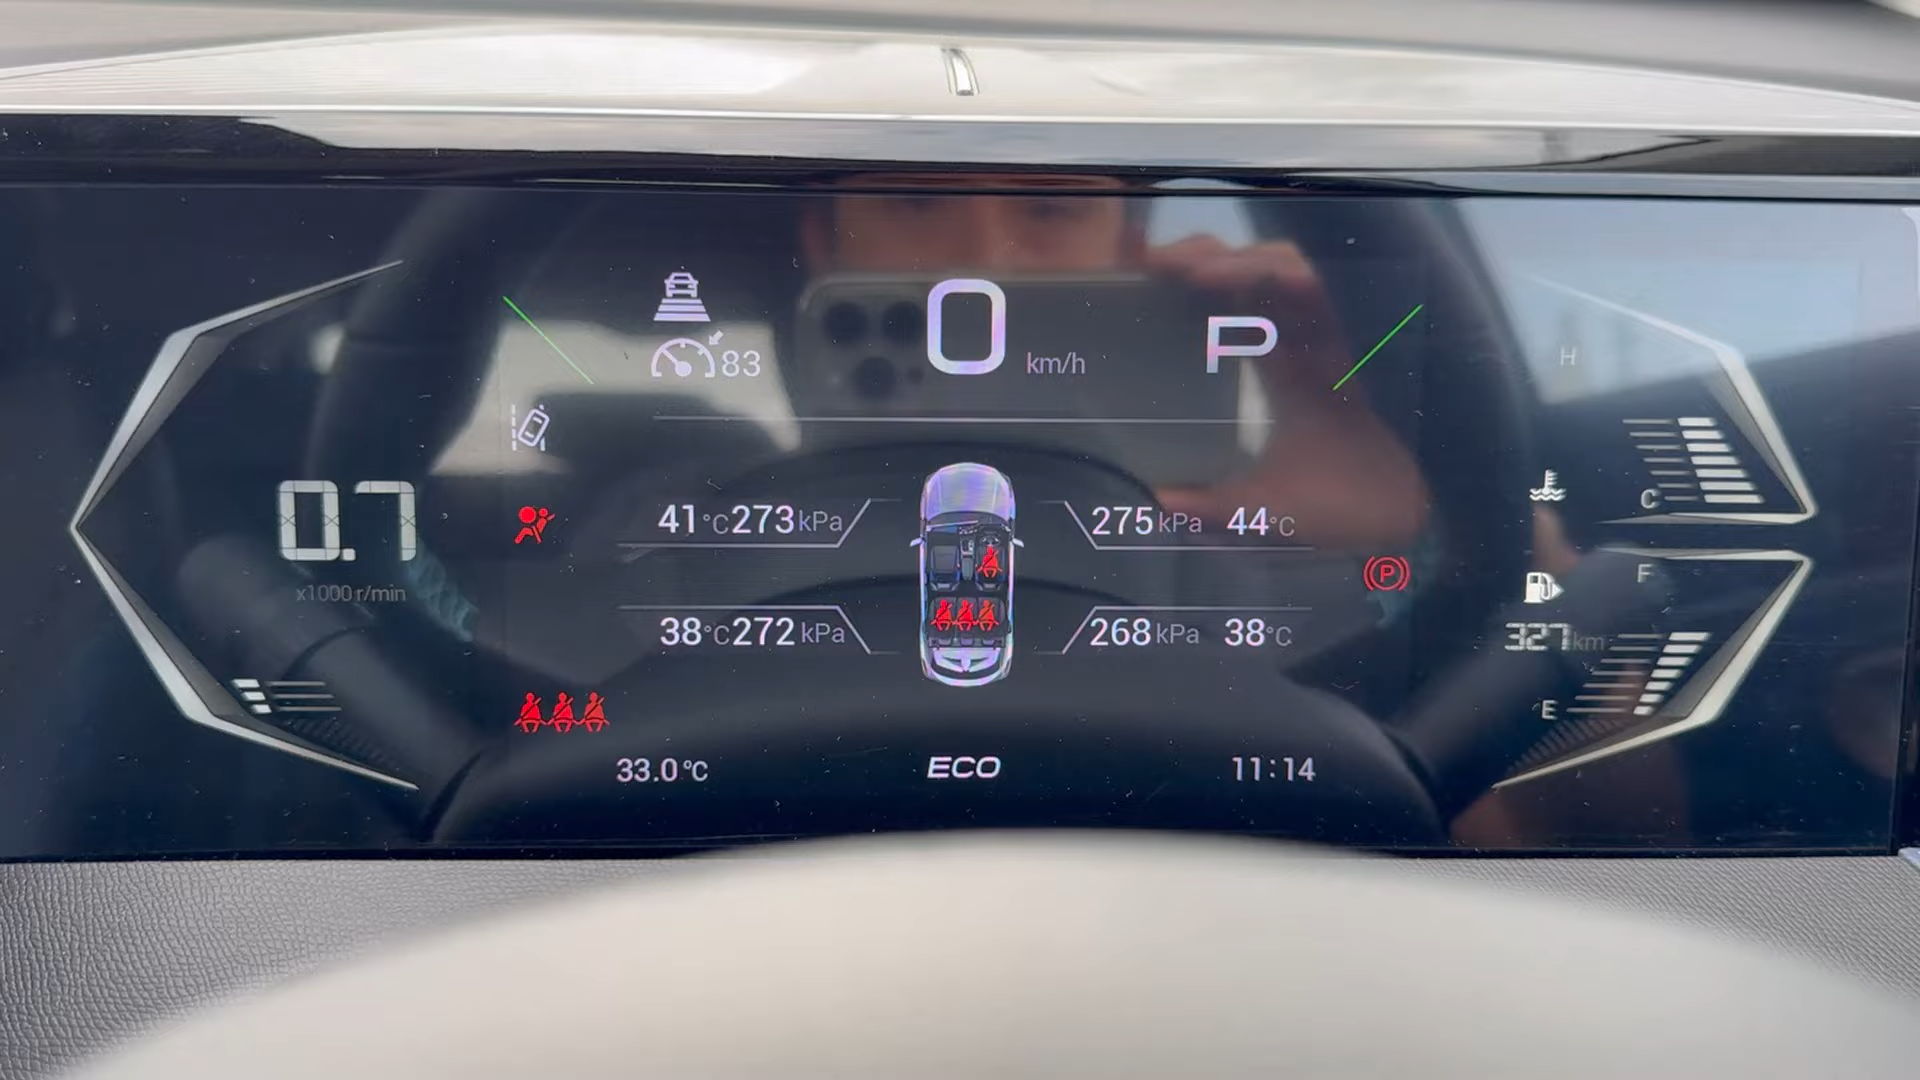 0 km/h P
83
H
41°C 273 kPa
275 kPa 44°C
C
0.7
x1000 r/min
P
F
38°C 272 kPa
268 kPa 38°C
327 km
E
33.0°C ECO 11:14